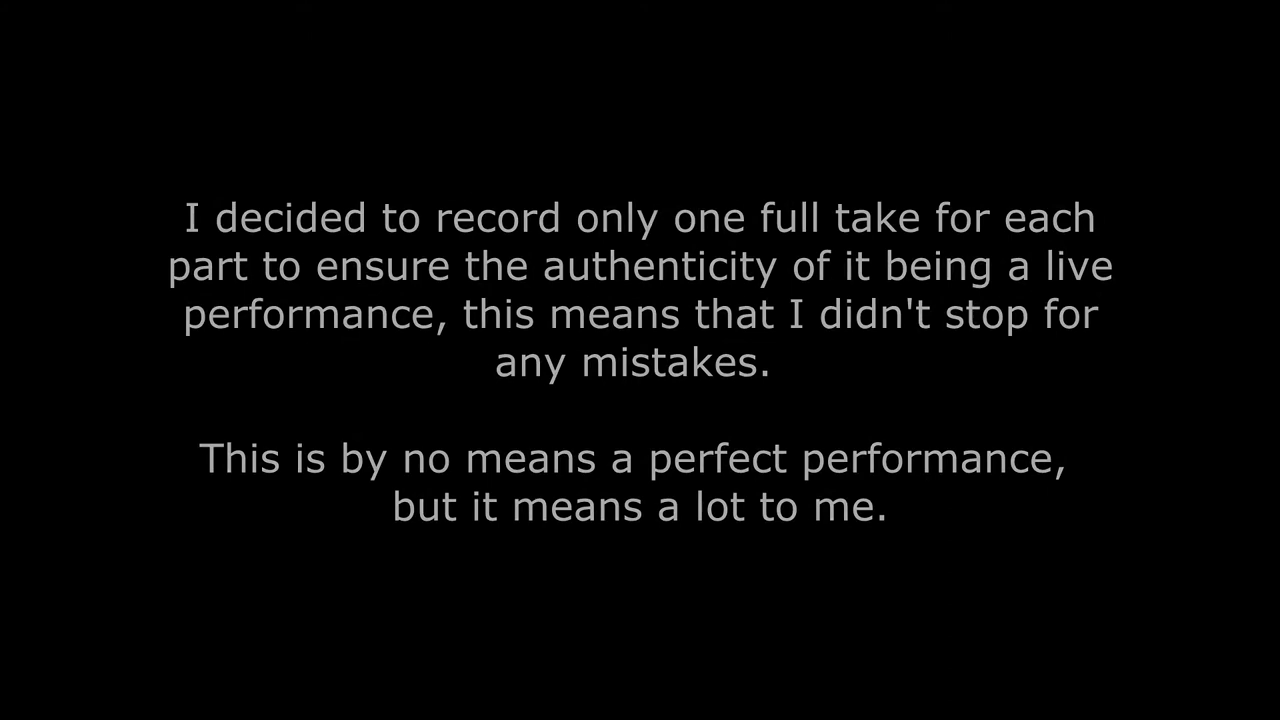 I decided to record only one full take for each
part to ensure the authenticity of it being a live
performance, this means that I didn't stop for
any mistakes.
This is by no means a perfect performance,
but it means a lot to me.